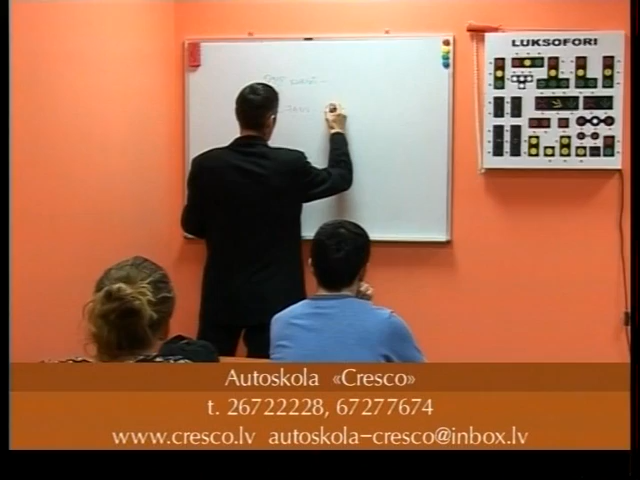 LUKSOFORI
Autoskola «Cresco»
t. 26722228, 67277674
www.cresco.lv autoskola-cresco@inbox.lv